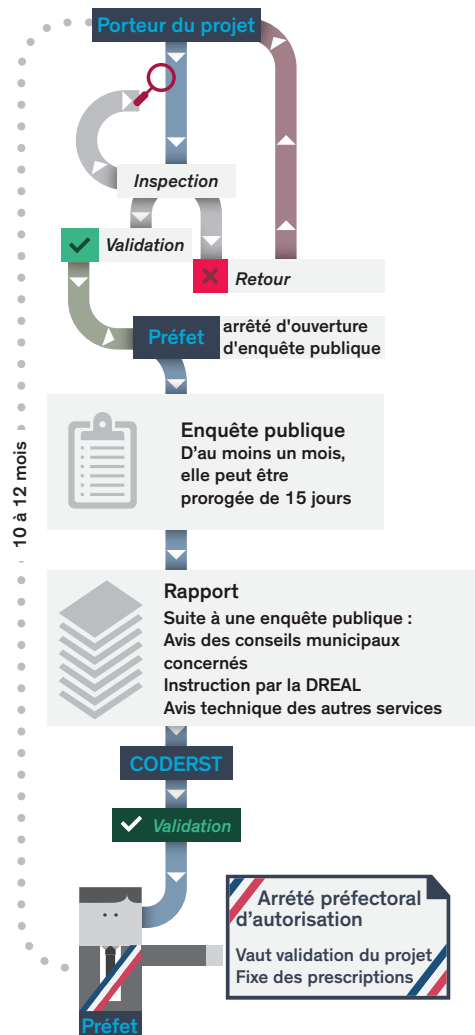 Porteur du projet
Inspection
Validation
Retour
Préfet
arrêté d'ouverture
d'enquête publique
10 à 12 mois
Enquête publique
D'au moins un mois,
elle peut être
prorogée de 15 jours
Rapport
Suite à une enquête publique :
Avis des conseils municipaux
concernés
Instruction par la DREAL
Avis technique des autres services
CODERST
Validation
Arrété préfectoral
d'autorisation
Vaut validation du projet
Fixe des prescriptions
Préfet